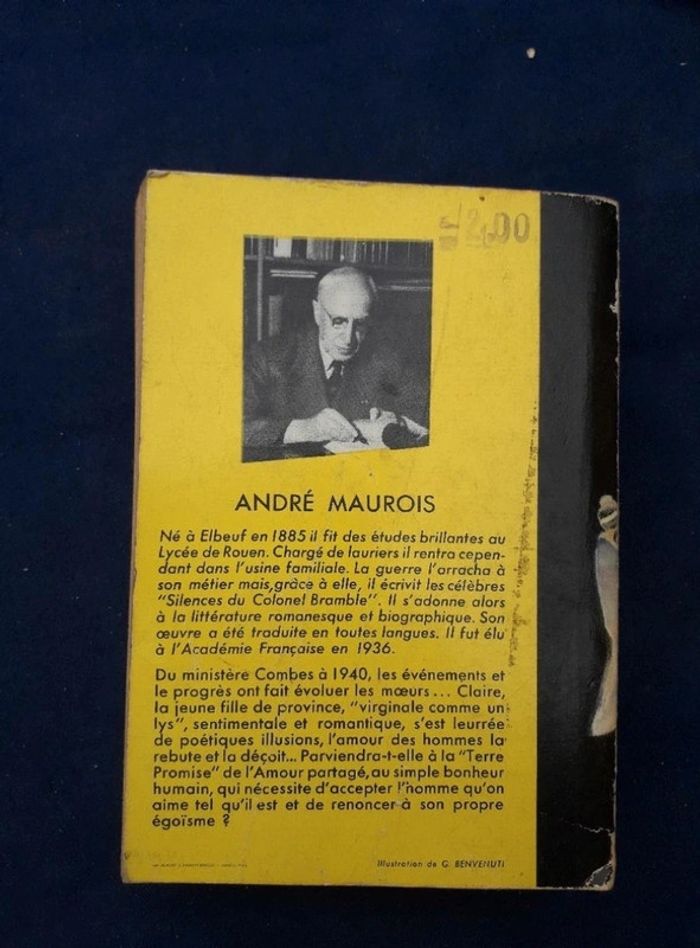 2,00
ANDRÉ MAUROIS
Né à Elbeuf en 1885 il fit des études brillantes au
Lycée de Rouen. Chargé de lauriers il rentra cepen-
dant dans l'usine familiale. La guerre l'arracha à
son métier mais,grâce à elle, il écrivit les célèbres
"Silences du Colonel Bramble". Il s'adonne alors
à la littérature romanesque et biographique. Son
œuvre a été traduite en toutes langues. Il fut élu
à l'Académie Française en 1936.
Du ministère Combes à 1940, les événements et
le progrès ont fait évoluer les mœurs... Claire,
la jeune fille de province, "virginale comme un
lys", sentimentale et romantique, s'est leurrée
de poétiques illusions, l'amour des hommes la
rebute et la déçoit... Parviendra-t-elle à la "Terre
Promise" de l'Amour partagé,au simple bonheur
humain, qui nécessite d'accepter l'homme qu'on
aime tel qu'il est et de renoncer à son propre
égoïsme ?
Illustration de G. BENVENUTI